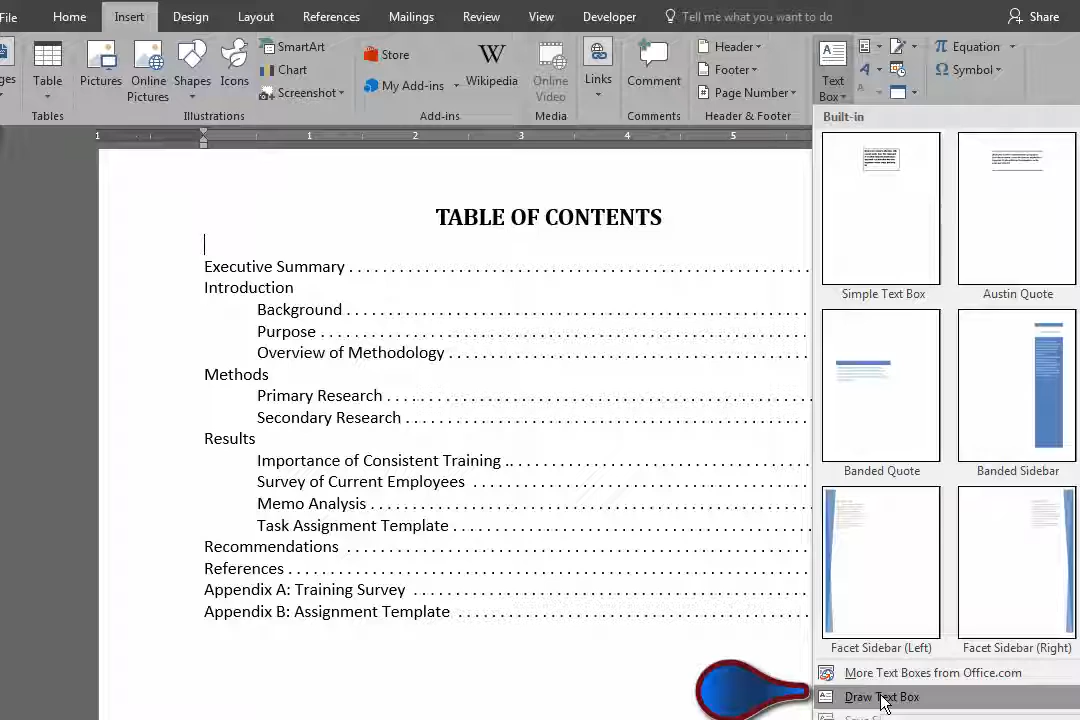 File Home Insert Design Layout References Mailings Review View Developer Tell me what you want to do Share
Table Pictures Online Pictures Shapes Icons
SmartArt
Chart
Screenshot
Store
My Add-ins
Wikipedia
Online Video
Links
Comment
Header
Footer
Page Number
Text Box
Equation
Symbol
Tables Illustrations Add-ins Media Comments Header & Footer
1 1 2 3 4 5
Built-in
Simple Text Box Austin Quote
Banded Quote Banded Sidebar
Facet Sidebar (Left) Facet Sidebar (Right)
More Text Boxes from Office.com
Draw Text Box
TABLE OF CONTENTS
Executive Summary
Introduction
Background
Purpose
Overview of Methodology
Methods
Primary Research
Secondary Research
Results
Importance of Consistent Training
Survey of Current Employees
Memo Analysis
Task Assignment Template
Recommendations
References
Appendix A: Training Survey
Appendix B: Assignment Template